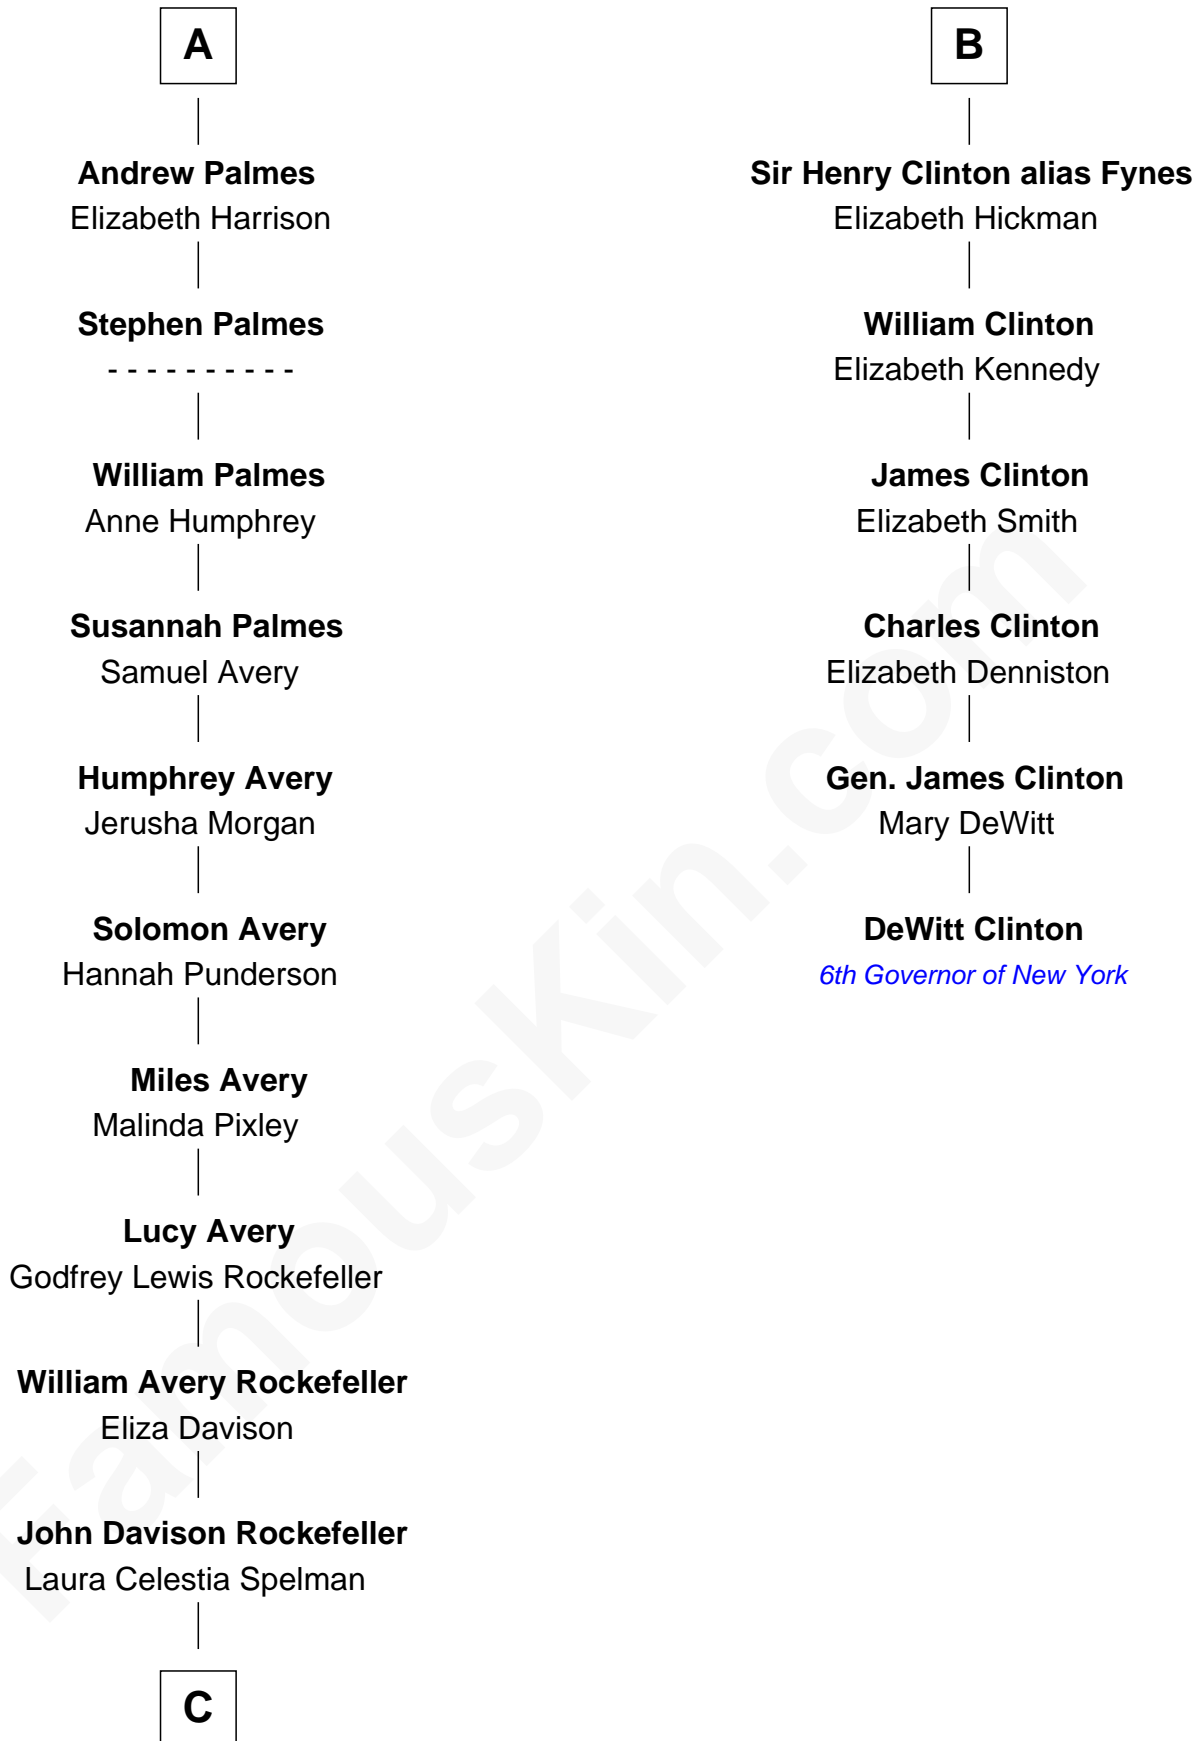 A
Andrew Palmes
Elizabeth Harrison
Stephen Palmes
- - - - - - - - - -
William Palmes
Anne Humphrey
Susannah Palmes
Samuel Avery
Humphrey Avery
Jerusha Morgan
Solomon Avery
Hannah Punderson
Miles Avery
Malinda Pixley
Lucy Avery
Godfrey Lewis Rockefeller
William Avery Rockefeller
Eliza Davison
John Davison Rockefeller
Laura Celestia Spelman
C
B
Sir Henry Clinton alias Fynes
Elizabeth Hickman
William Clinton
Elizabeth Kennedy
James Clinton
Elizabeth Smith
Charles Clinton
Elizabeth Denniston
Gen. James Clinton
Mary DeWitt
DeWitt Clinton
6th Governor of New York
FamousKin.com